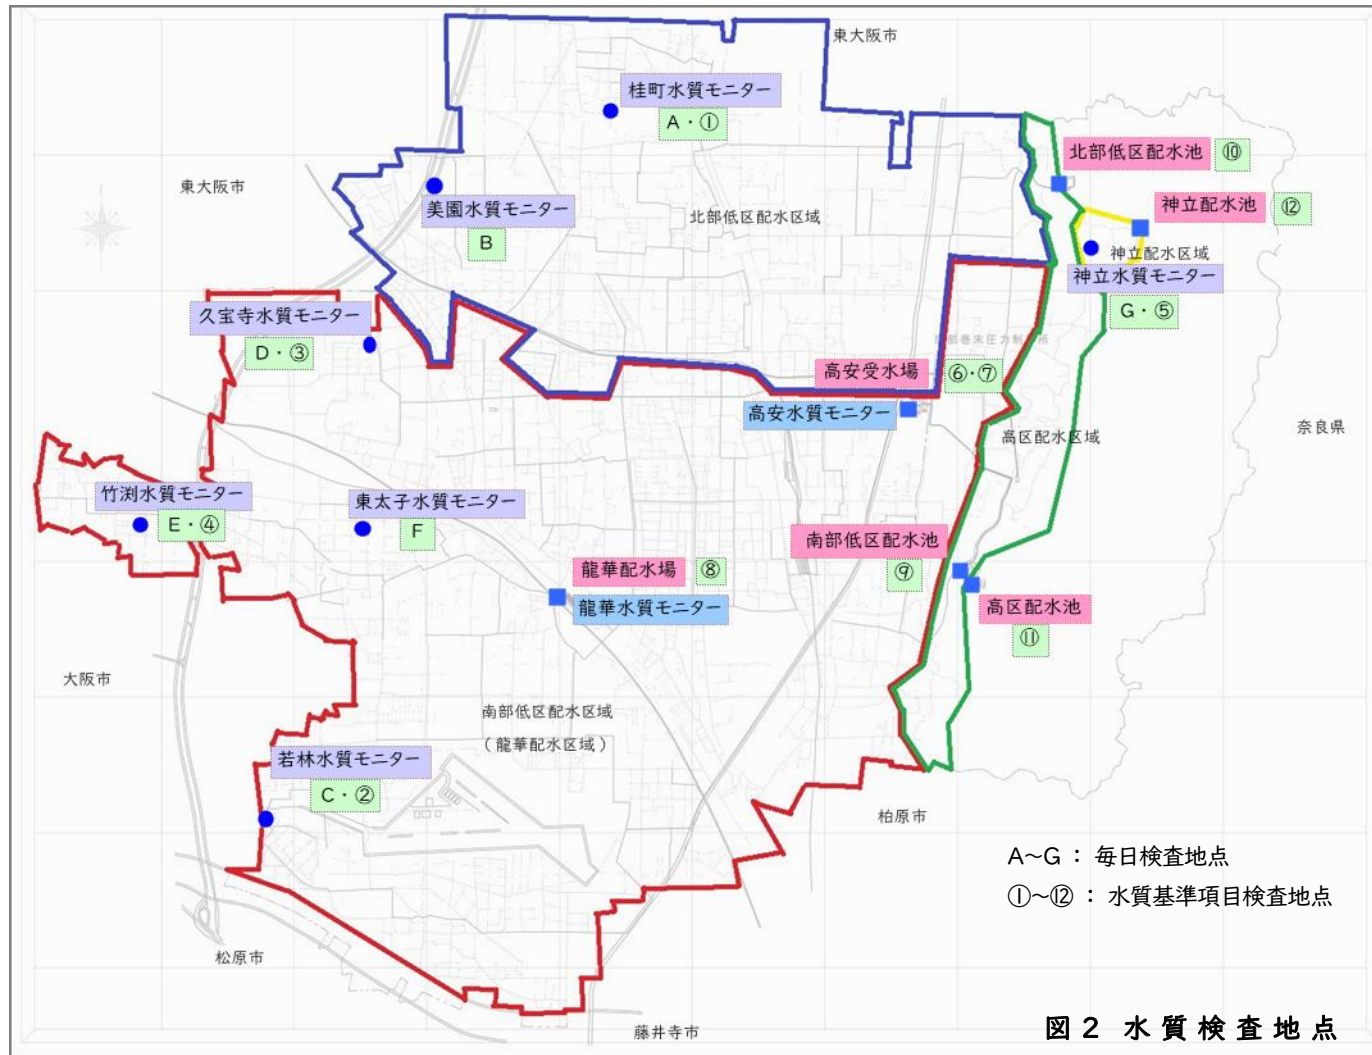 東大阪市
桂町水質モニター
A・①
北部低区配水池
⑩
東大阪市
美園水質モニター
B
北部低区配水区域
神立配水池
⑫
神立配水区域
神立水質モニター
G・⑤
久宝寺水質モニター
D・③
高安受水場
⑥・⑦
高安水質モニター
高区配水区域
奈良県
竹渕水質モニター
E・④
東太子水質モニター
F
南部低区配水池
⑨
龍華配水場
⑧
龍華水質モニター
高区配水池
⑪
大阪市
南部低区配水区域
(龍華配水区域)
若林水質モニター
C・②
柏原市
A~G : 毎日検査地点
①~⑫ : 水質基準項目検査地点
松原市
藤井寺市
図2 水質検査地点